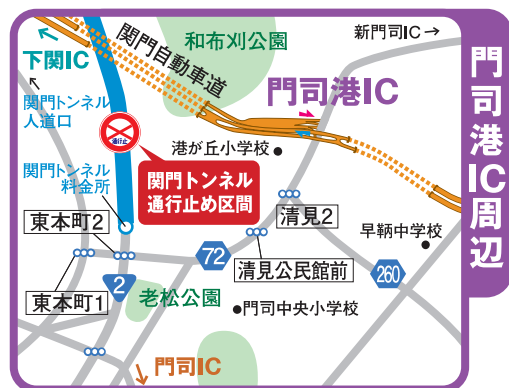 門司港IC周辺
下関IC
関門自動車道
和布刈公園
新門司IC→
関門トンネル
人道口
門司港IC
通行止
港が丘小学校
関門トンネル
料金所
関門トンネル
通行止め区間
東本町2
清見2
早鞆中学校
72
清見公民館前
260
東本町1
2
老松公園
門司中央小学校
門司IC